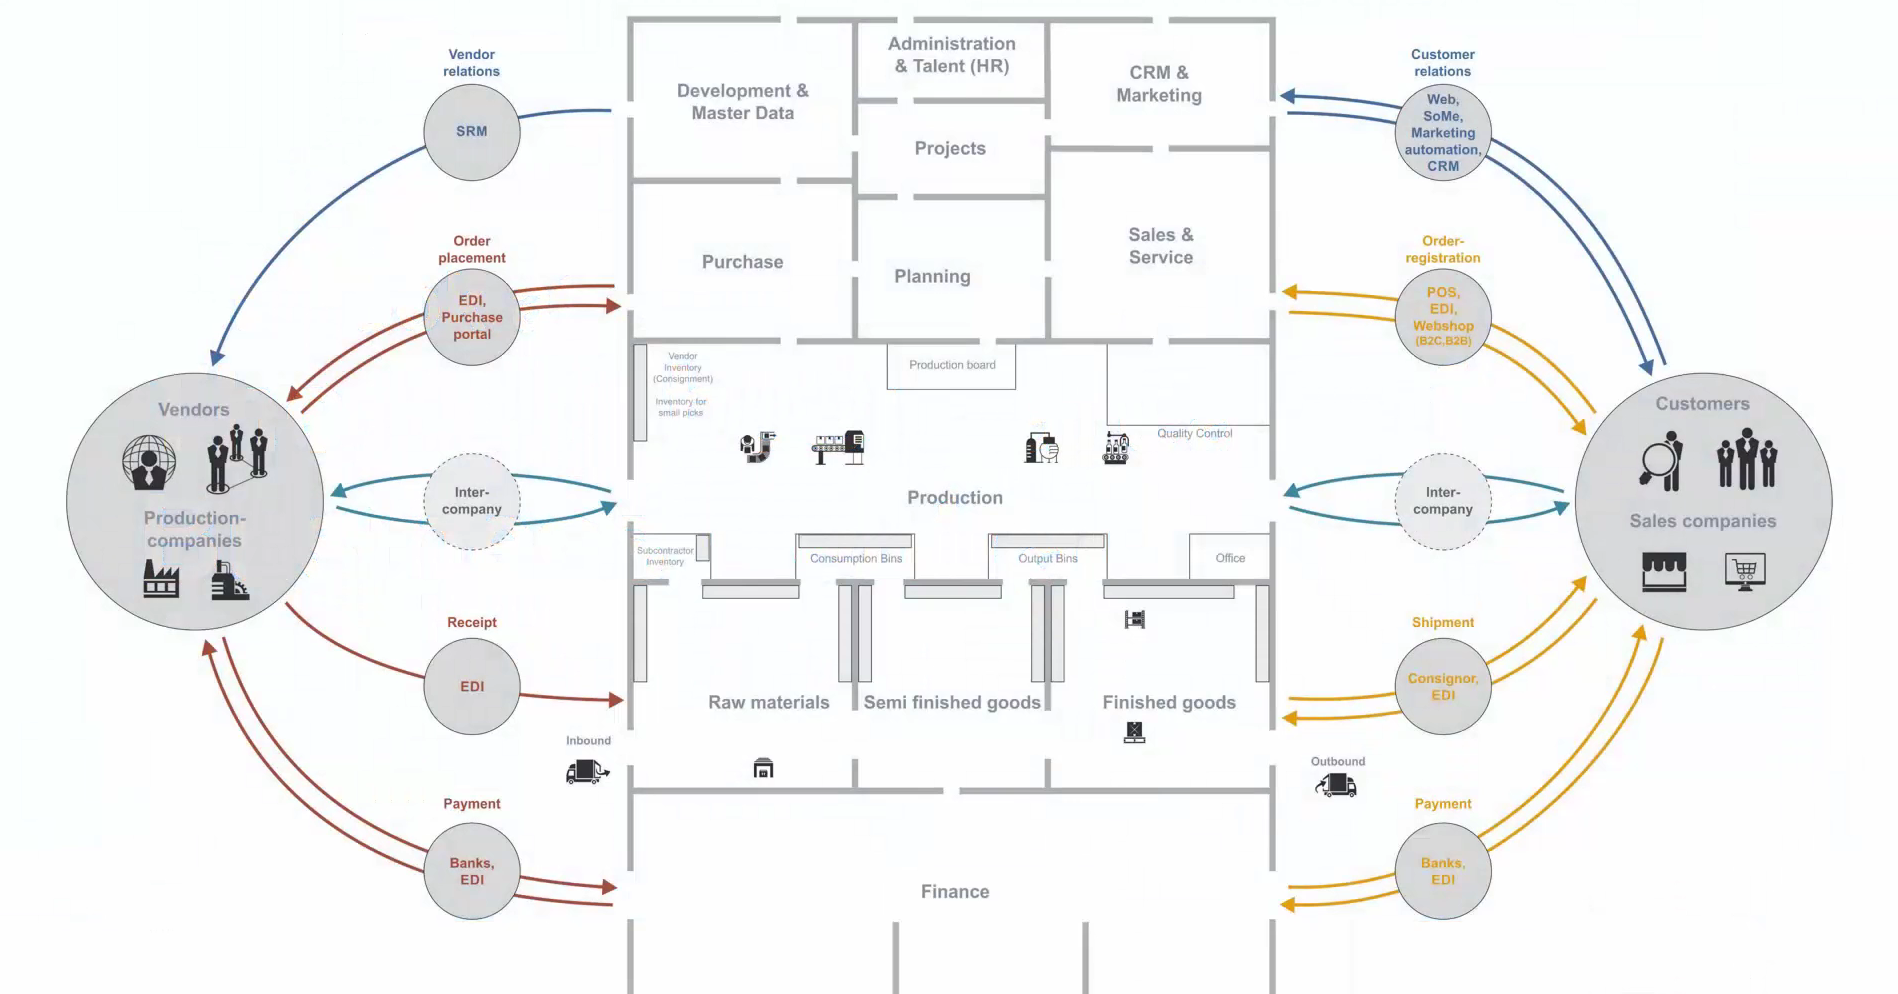 Vendor
relations
SRM
Order
placement
EDI,
Purchase
portal
Vendors
Production-
companies
Inter-
company
Receipt
EDI
Inbound
Payment
Banks,
EDI
Development &
Master Data
Administration
& Talent (HR)
CRM &
Marketing
Projects
Purchase
Planning
Sales &
Service
Vendor
Inventory
(Consignment)
Inventory for
small picks
Production board
Quality Control
Production
Subcontractor
Inventory
Consumption Bins
Output Bins
Office
Raw materials
Semi finished goods
Finished goods
Finance
Customer
relations
Web,
SoMe,
Marketing
automation,
CRM
Order-
registration
POS,
EDI,
Webshop
(B2C,B2B)
Customers
Sales companies
Inter-
company
Shipment
Consignor,
EDI
Outbound
Payment
Banks,
EDI